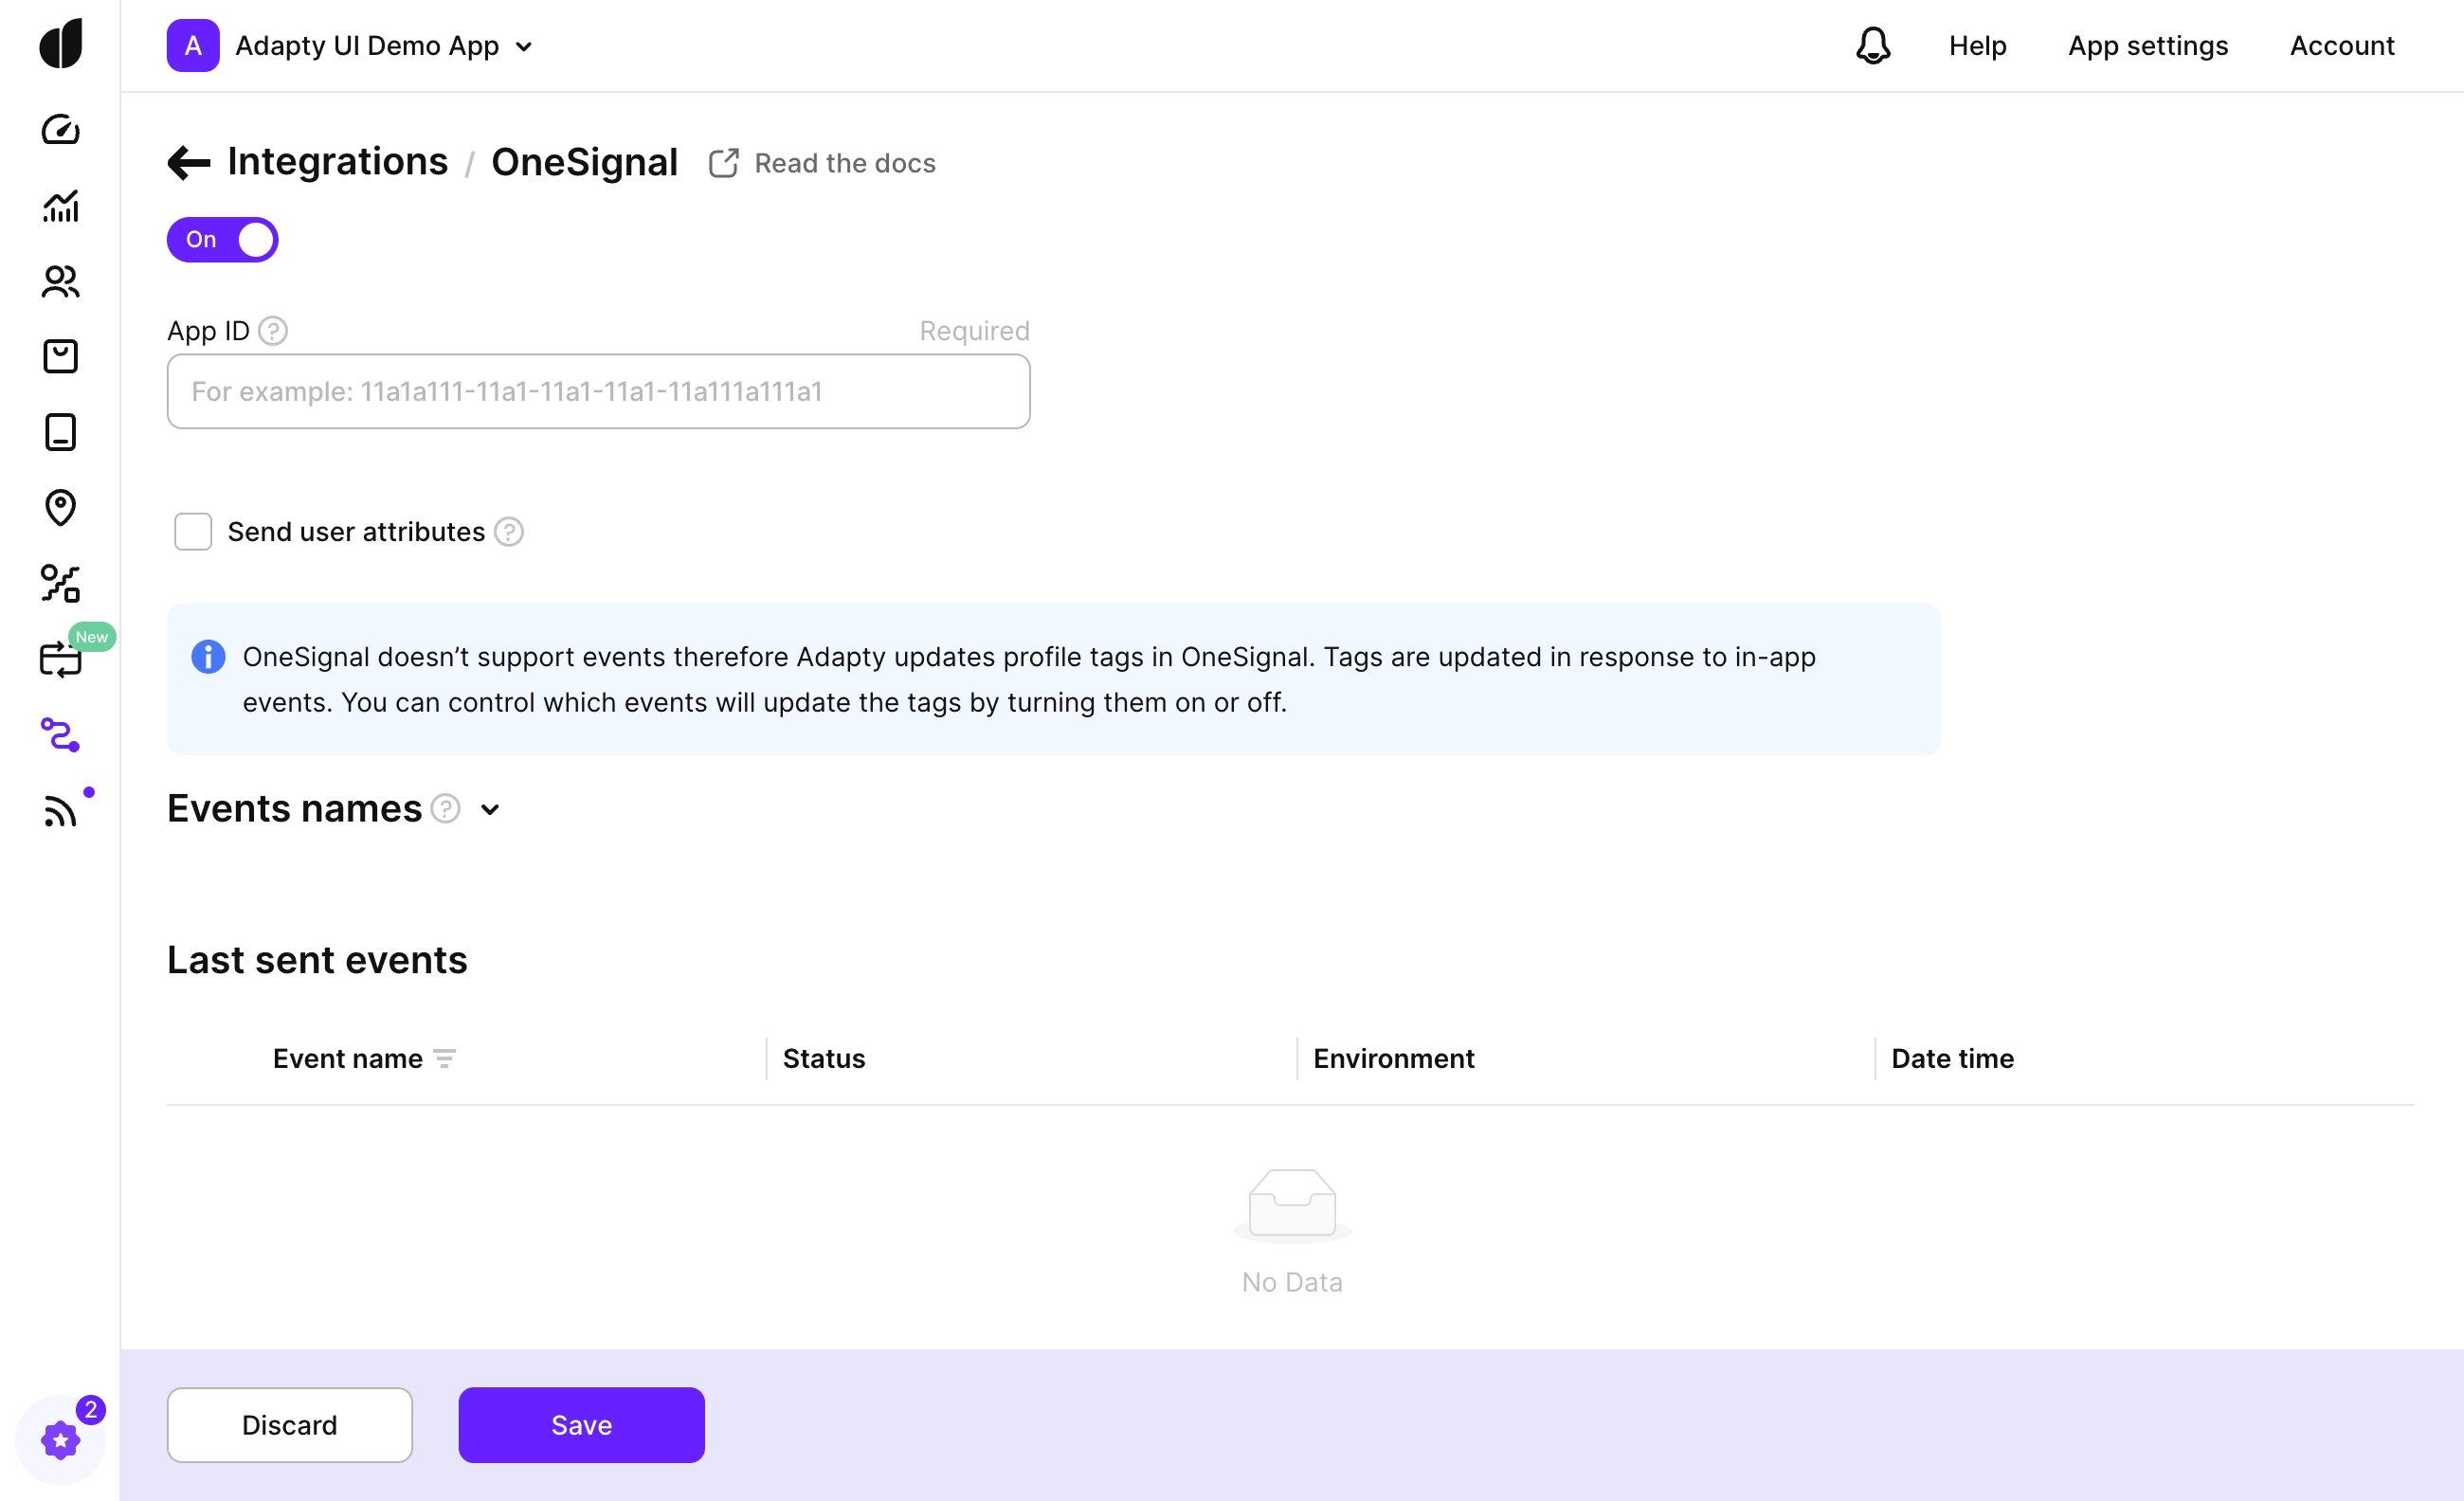 A Adapty UI Demo App
Help
App settings
Account
Integrations / OneSignal
Read the docs
On
App ID ?
Required
For example: 11a1a111-11a1-11a1-11a1-11a111a111a1
Send user attributes ?
New
OneSignal doesn’t support events therefore Adapty updates profile tags in OneSignal. Tags are updated in response to in-app
events. You can control which events will update the tags by turning them on or off.
Events names ?
Last sent events
Event name
Status
Environment
Date time
No Data
2
Discard
Save